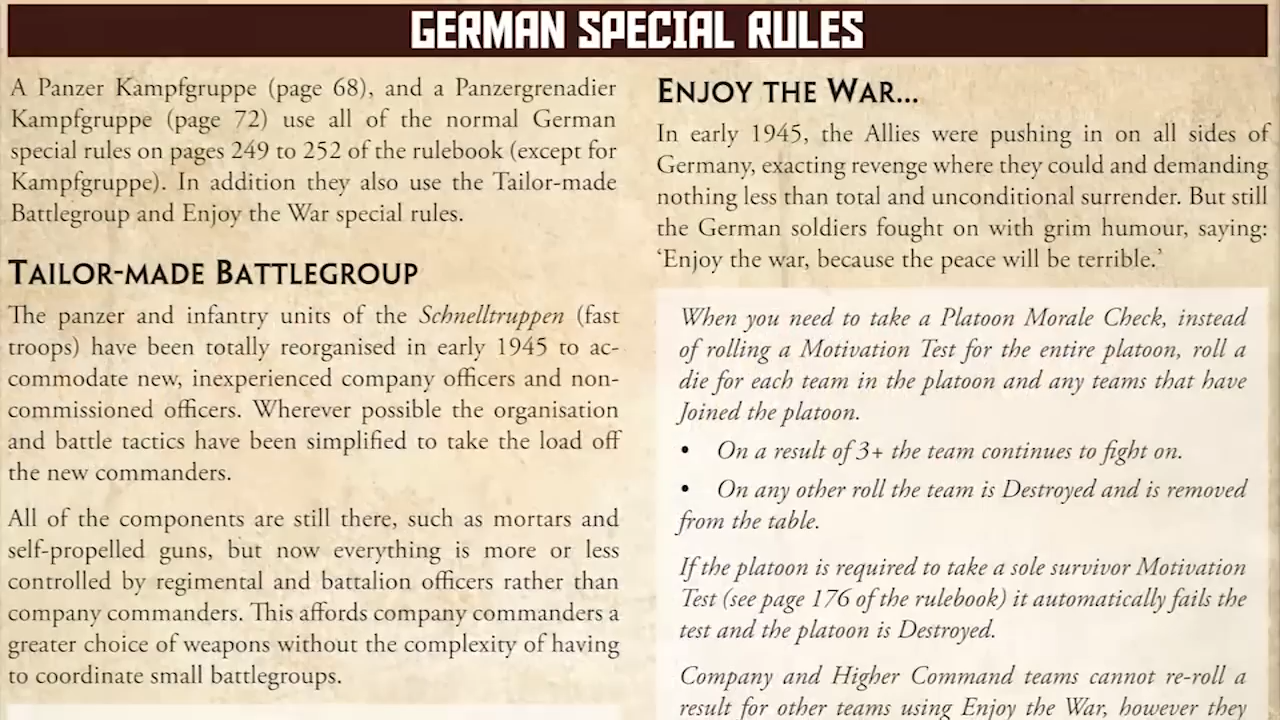 GERMAN SPECIAL RULES
A Panzer Kampfgruppe (page 68), and a Panzergrenadier
Kampfgruppe (page 72) use all of the normal German
special rules on pages 249 to 252 of the rulebook (except for
Kampfgruppe). In addition they also use the Tailor-made
Battlegroup and Enjoy the War special rules.
TAILOR-MADE BATTLEGROUP
The panzer and infantry units of the Schnelltruppen (fast
troops) have been totally reorganised in early 1945 to ac-
commodate new, inexperienced company officers and non-
commissioned officers. Wherever possible the organisation
and battle tactics have been simplified to take the load off
the new commanders.
All of the components are still there, such as mortars and
self-propelled guns, but now everything is more or less
controlled by regimental and battalion officers rather than
company commanders. This affords company commanders a
greater choice of weapons without the complexity of having
to coordinate small battlegroups.
ENJOY THE WAR...
In early 1945, the Allies were pushing in on all sides of
Germany, exacting revenge where they could and demanding
nothing less than total and unconditional surrender. But still
the German soldiers fought on with grim humour, saying:
‘Enjoy the war, because the peace will be terrible.’
When you need to take a Platoon Morale Check, instead
of rolling a Motivation Test for the entire platoon, roll a
die for each team in the platoon and any teams that have
Joined the platoon.
• On a result of 3+ the team continues to fight on.
• On any other roll the team is Destroyed and is removed
from the table.
If the platoon is required to take a sole survivor Motivation
Test (see page 176 of the rulebook) it automatically fails the
test and the platoon is Destroyed.
Company and Higher Command teams cannot re-roll a
result for other teams using Enjoy the War, however they